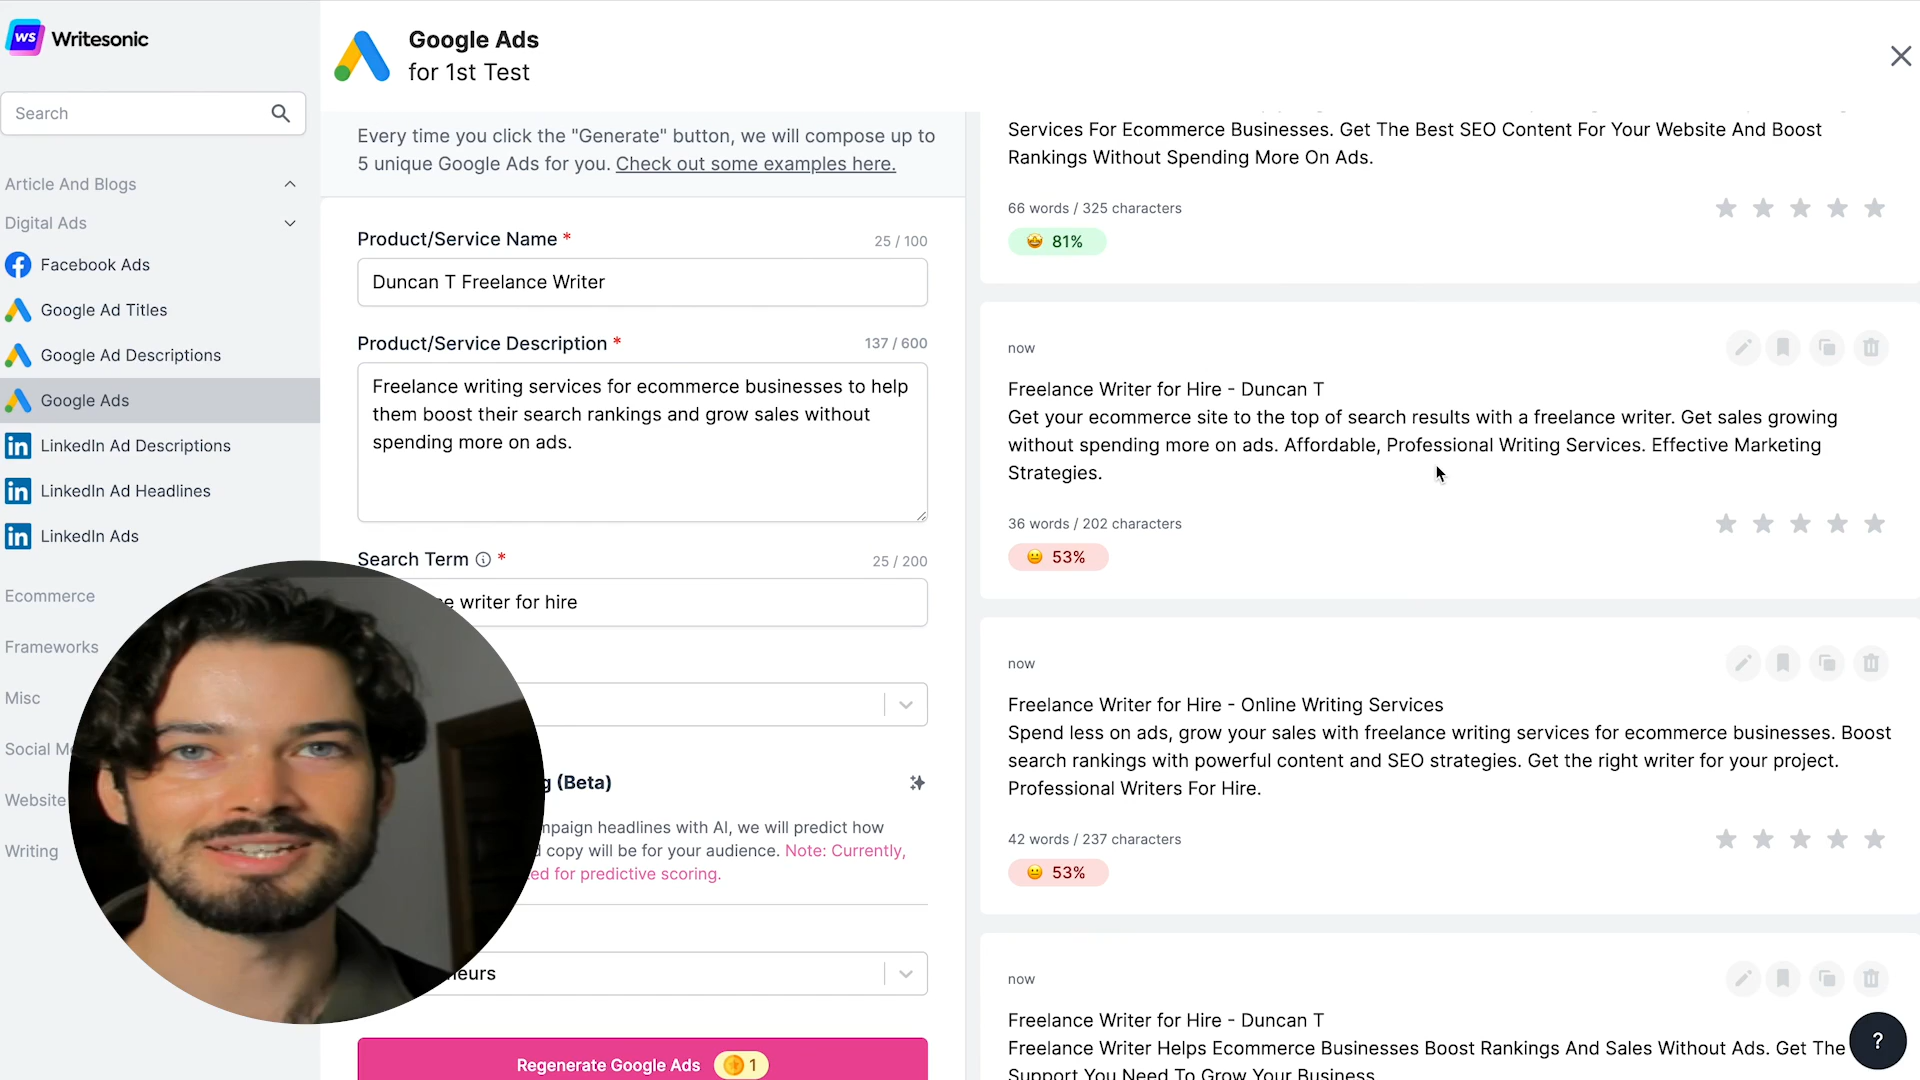 WS Writesonic
Search
Article And Blogs
Digital Ads
Facebook Ads
Google Ad Titles
Google Ad Descriptions
Google Ads
in LinkedIn Ad Descriptions
in LinkedIn Ad Headlines
in LinkedIn Ads
Ecommerce
Frameworks
Misc
Social
Website
Writing
Google Ads
for 1st Test
Every time you click the "Generate" button, we will compose up to
5 unique Google Ads for you. Check out some examples here.
Product/Service Name * 25 / 100
Duncan T Freelance Writer
Product/Service Description * 137 / 600
Freelance writing services for ecommerce businesses to help
them boost their search rankings and grow sales without
spending more on ads.
Search Term * 25 / 200
writer for hire
(Beta)
headlines with AI, we will predict how
copy will be for your audience. Note: Currently,
for predictive scoring.
Regenerate Google Ads 1
Services For Ecommerce Businesses. Get The Best SEO Content For Your Website And Boost
Rankings Without Spending More On Ads.
66 words / 325 characters
81%
now
Freelance Writer for Hire - Duncan T
Get your ecommerce site to the top of search results with a freelance writer. Get sales growing
without spending more on ads. Affordable, Professional Writing Services. Effective Marketing
Strategies.
36 words / 202 characters
53%
now
Freelance Writer for Hire - Online Writing Services
Spend less on ads, grow your sales with freelance writing services for ecommerce businesses. Boost
search rankings with powerful content and SEO strategies. Get the right writer for your project.
Professional Writers For Hire.
42 words / 237 characters
53%
now
Freelance Writer for Hire - Duncan T
Freelance Writer Helps Ecommerce Businesses Boost Rankings And Sales Without Ads. Get The
Support You Need To Grow Your Business
?